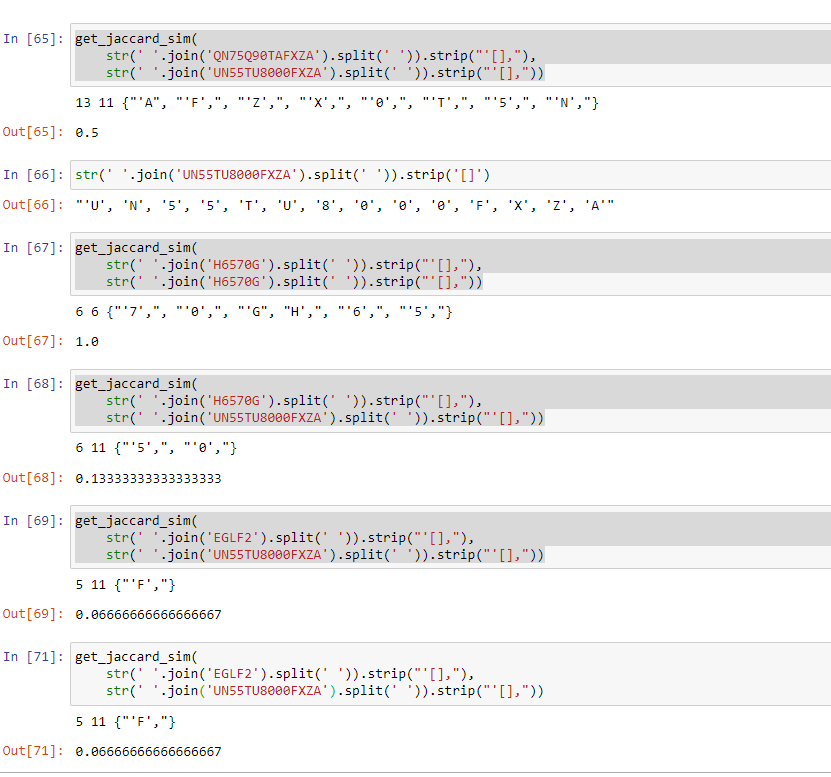 In [65]: get_jaccard_sim(
str(' '.join('QN75Q90TAFXZA').split(' ')).strip("'[],"),
str(' '.join('UN55TU8000FXZA').split(' ')).strip("'[],"))
13 11 {"'A", "'F',", "'Z',", "'X',", "'0',", "'T',", "'5',", "'N',"}
Out[65]: 0.5
In [66]: str(' '.join('UN55TU8000FXZA').split(' ')).strip('[]')
Out[66]: "'U', 'N', '5', '5', 'T', 'U', '8', '0', '0', '0', 'F', 'X', 'Z', 'A'"
In [67]: get_jaccard_sim(
str(' '.join('H6570G').split(' ')).strip("'[],"),
str(' '.join('H6570G').split(' ')).strip("'[],"))
6 6 {"'7',", "'0',", "'G", "H',", "'6',", "'5',"}
Out[67]: 1.0
In [68]: get_jaccard_sim(
str(' '.join('H6570G').split(' ')).strip("'[],"),
str(' '.join('UN55TU8000FXZA').split(' ')).strip("'[],"))
6 11 {"'5',", "'0',"}
Out[68]: 0.13333333333333333
In [69]: get_jaccard_sim(
str(' '.join('EGLF2').split(' ')).strip("'[],"),
str(' '.join('UN55TU8000FXZA').split(' ')).strip("'[],"))
5 11 {"'F',"}
Out[69]: 0.06666666666666667
In [71]: get_jaccard_sim(
str(' '.join('EGLF2').split(' ')).strip("'[],"),
str(' '.join('UN55TU8000FXZA').split(' ')).strip("'[],"))
5 11 {"'F',"}
Out[71]: 0.06666666666666667